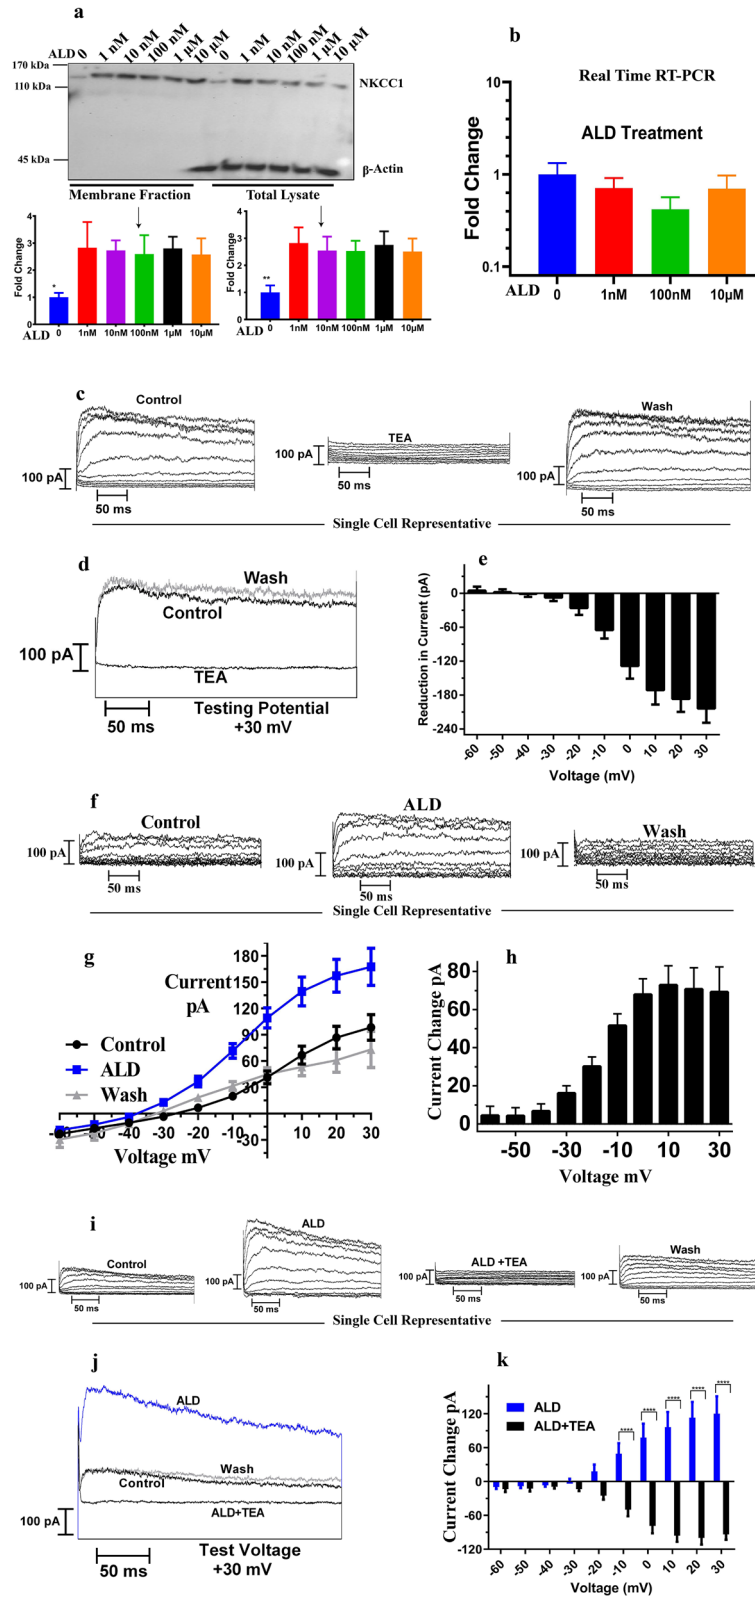 a
ALD 0 1 nM 10 nM 100 nM 1 µM 10 µM 0 1 nM 10 nM 100 nM 1 µM 10 µM
170 kDa
110 kDa
NKCC1
45 kDa
β-Actin
Membrane Fraction Total Lysate
Fold Change
4
3
2
1
0
*
ALD 0 1nM 10nM 100nM 1µM 10µM
Fold Change
4
3
2
1
0
**
ALD 0 1nM 10nM 100nM 1µM 10µM
b
Real Time RT-PCR
ALD Treatment
Fold Change
10
1
0.1
ALD 0 1nM 100nM 10µM
c
Control
100 pA
50 ms
TEA
100 pA
50 ms
Wash
100 pA
50 ms
Single Cell Representative
d
Wash
Control
100 pA
TEA
50 ms
Testing Potential
+30 mV
e
Reduction in Current (pA)
0
-60
-120
-180
-240
-60 -50 -40 -30 -20 -10 0 10 20 30
Voltage (mV)
f
Control
100 pA
50 ms
ALD
100 pA
50 ms
Wash
100 pA
50 ms
Single Cell Representative
g
Current
pA
180
150
120
90
60
30
-30
Control
ALD
Wash
-40 -20 -10 0 10 20 30
Voltage mV
h
Current Change pA
80
60
40
20
0
-50 -30 -10 10 30
Voltage mV
i
Control
100 pA
50 ms
ALD
100 pA
50 ms
ALD +TEA
100 pA
50 ms
Wash
100 pA
50 ms
Single Cell Representative
j
ALD
Wash
Control
ALD+TEA
100 pA
50 ms
Test Voltage
+30 mV
k
ALD
ALD+TEA
**** **** **** **** ****
Current Change pA
120
60
0
-60
-120
-60 -50 -40 -30 -20 -10 0 10 20 30
Voltage (mV)